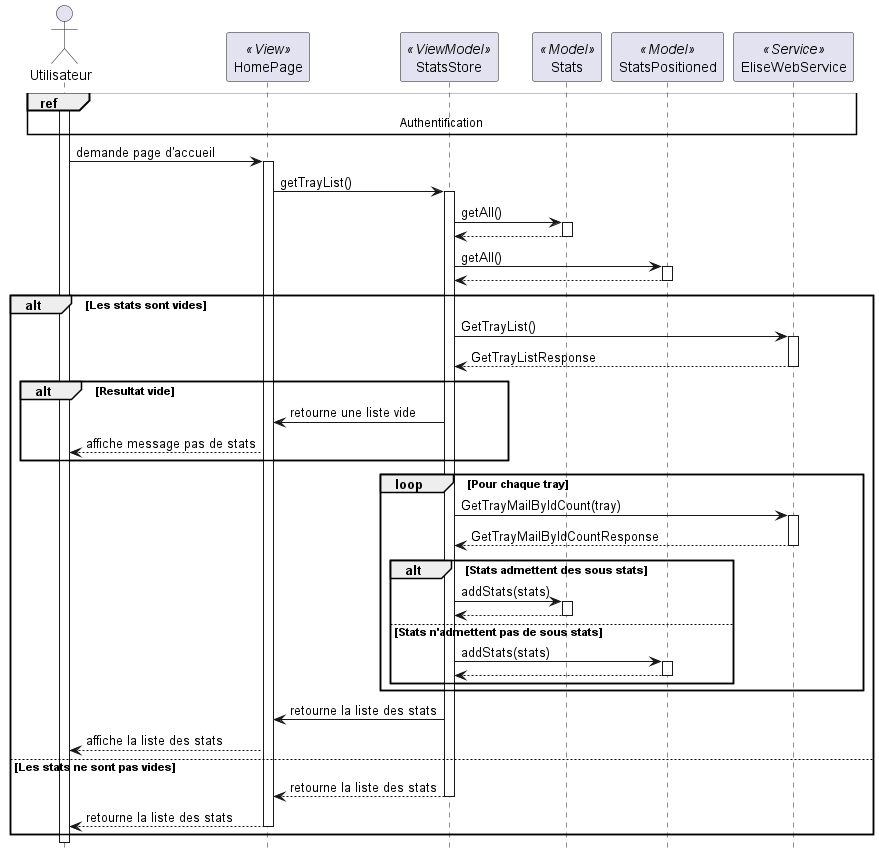 «View» «ViewModel» «Model» «Model» «Service»
Utilisateur HomePage StatsStore Stats StatsPositioned EliseWebService
ref
Authentification
demande page d'accueil
getTrayList()
getAll()
getAll()
alt [Les stats sont vides]
GetTrayList()
GetTrayListResponse
alt [Resultat vide]
retourne une liste vide
affiche message pas de stats
loop [Pour chaque tray]
GetTrayMailByIdCount(tray)
GetTrayMailByIdCountResponse
alt [Stats admettent des sous stats]
addStats(stats)
[Stats n'admettent pas de sous stats]
addStats(stats)
retourne la liste des stats
affiche la liste des stats
[Les stats ne sont pas vides]
retourne la liste des stats
retourne la liste des stats